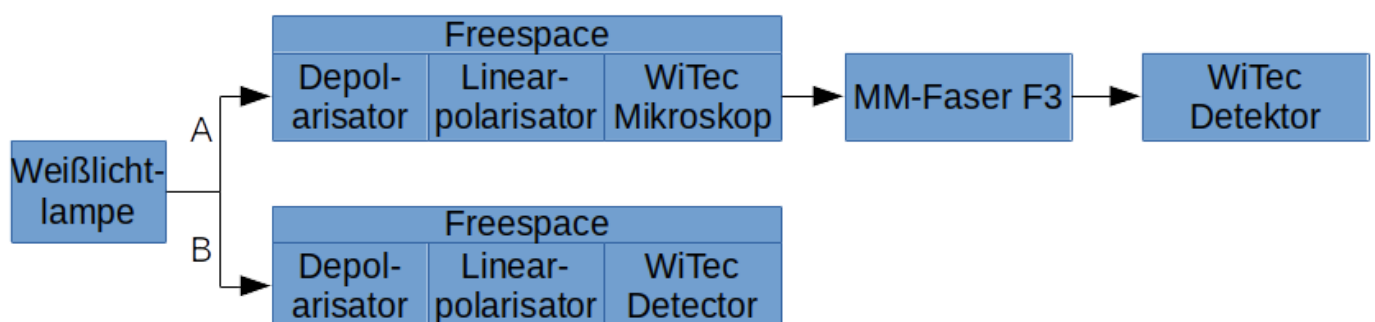 Weißlicht-
lampe
A
Freespace
Depol-
arisator
Linear-
polarisator
WiTec
Mikroskop
MM-Faser F3
WiTec
Detektor
B
Freespace
Depol-
arisator
Linear-
polarisator
WiTec
Detector